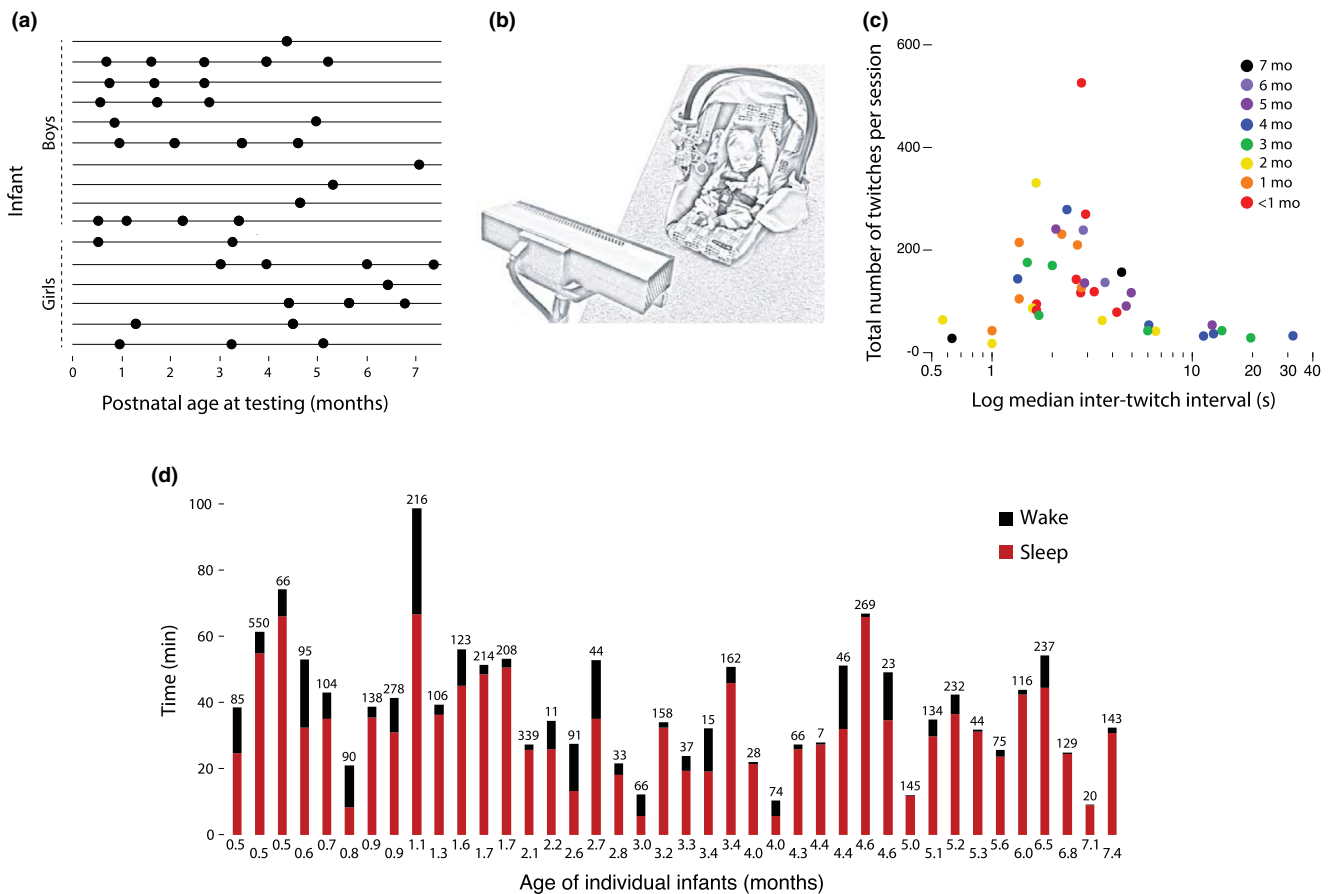 (a)
Boys
Girls
Infant
0 1 2 3 4 5 6 7
Postnatal age at testing (months)
(b)
(c)
600
400
200
-0
Total number of twitches per session
0.5 1 10 20 30 40
Log median inter-twitch interval (s)
7 mo
6 mo
5 mo
4 mo
3 mo
2 mo
1 mo
<1 mo
(d)
100
80
60
40
20
0
Time (min)
Wake
Sleep
85 550 66 95 104 90 138 278 216 106 123 214 208 339 11 91 44 33 66 158 37 15 162 28 74 66 7 46 269 23 145 134 232 44 75 116 237 129 20 143
0.5 0.5 0.5 0.6 0.7 0.8 0.9 0.9 1.1 1.3 1.6 1.7 1.7 2.1 2.2 2.6 2.7 2.8 3.0 3.2 3.3 3.4 3.4 4.0 4.0 4.3 4.4 4.4 4.6 4.6 5.0 5.1 5.2 5.3 5.6 6.0 6.5 6.8 7.1 7.4
Age of individual infants (months)